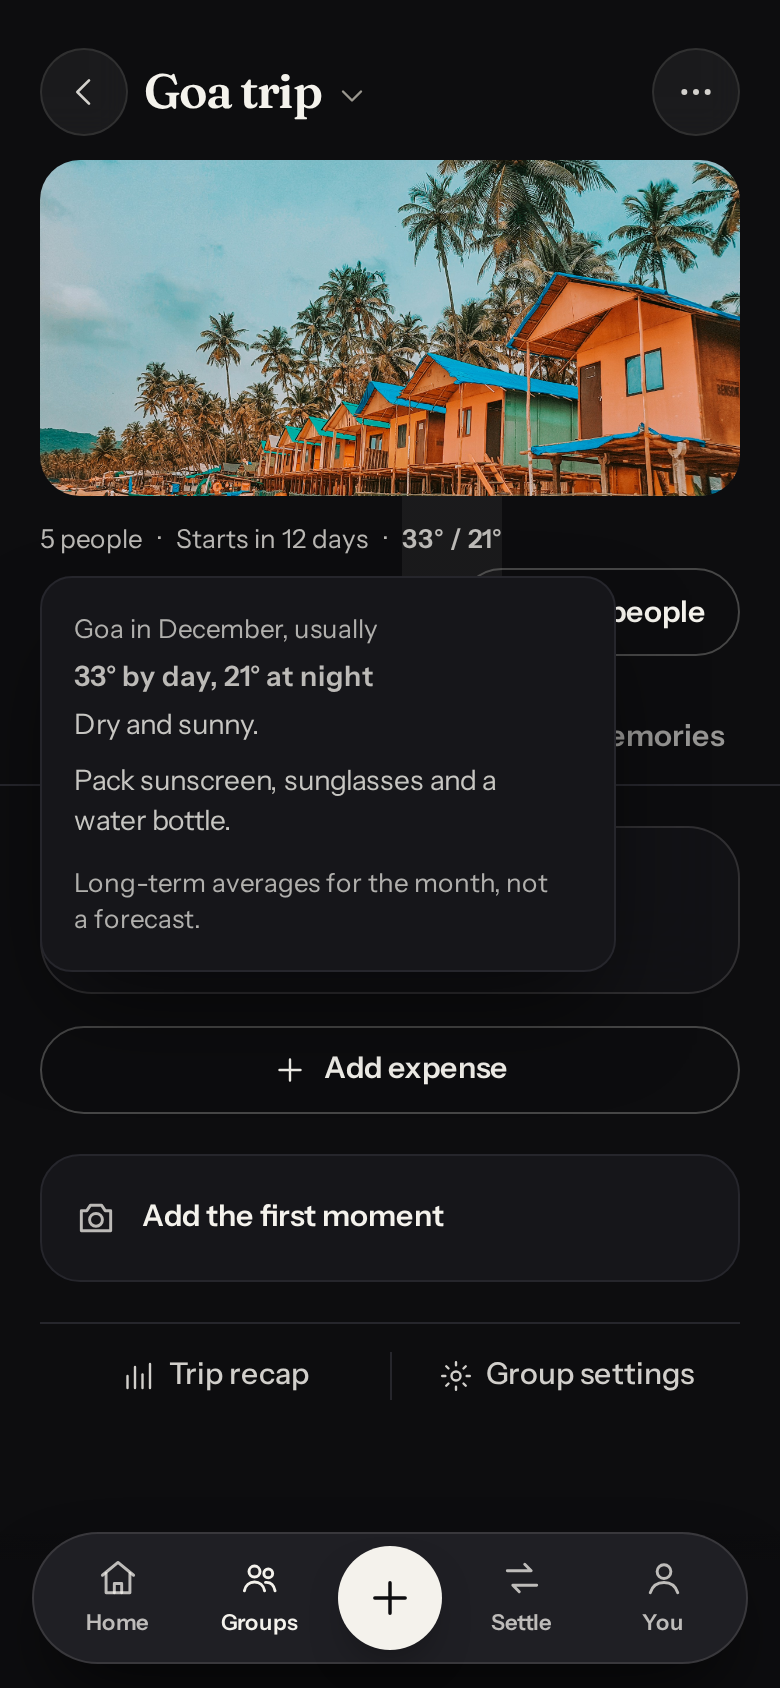 Goa trip
5 people · Starts in 12 days · 33° / 21°
people
Goa in December, usually
33° by day, 21° at night
Dry and sunny.
emories
Pack sunscreen, sunglasses and a
water bottle.
Long-term averages for the month, not
a forecast.
Add expense
Add the first moment
Trip recap
Group settings
Home
Groups
Settle
You